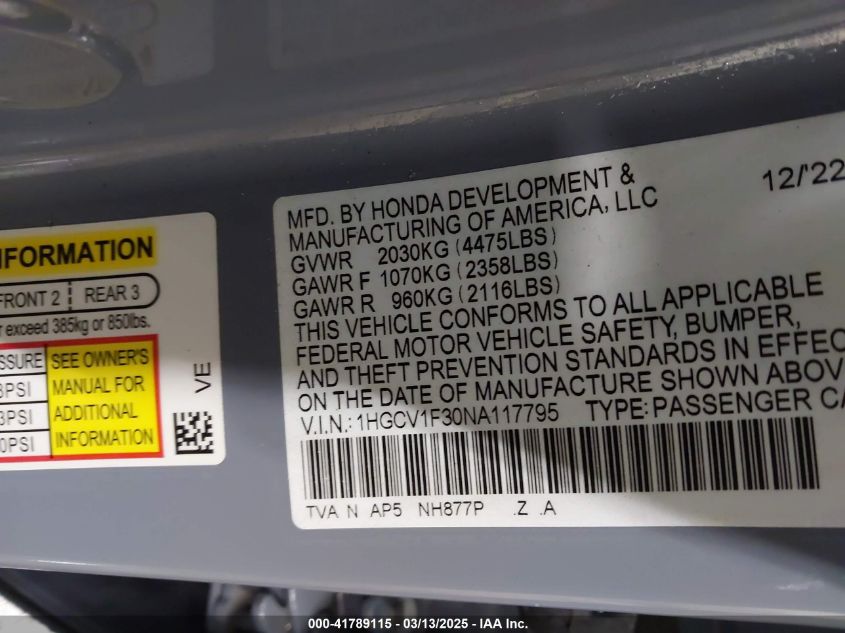 NFORMATION
FRONT 2 REAR 3
exceed 385kg or 850lbs.
SSURE SEE OWNER'S
PSI MANUAL FOR
3PSI ADDITIONAL
0PSI INFORMATION
VE
12/'22
MFD. BY HONDA DEVELOPMENT &
MANUFACTURING OF AMERICA, LLC
GVWR 2030KG (4475LBS)
GAWR F 1070KG (2358LBS)
GAWR R 960KG (2116LBS)
THIS VEHICLE CONFORMS TO ALL APPLICABLE
FEDERAL MOTOR VEHICLE SAFETY, BUMPER,
AND THEFT PREVENTION STANDARDS IN EFFEC
ON THE DATE OF MANUFACTURE SHOWN ABOV
V.I.N.: 1HGCV1F30NA117795 TYPE: PASSENGER CA
TVA N AP5 NH877P .Z .A
000-41789115 - 03/13/2025 - IAA Inc.